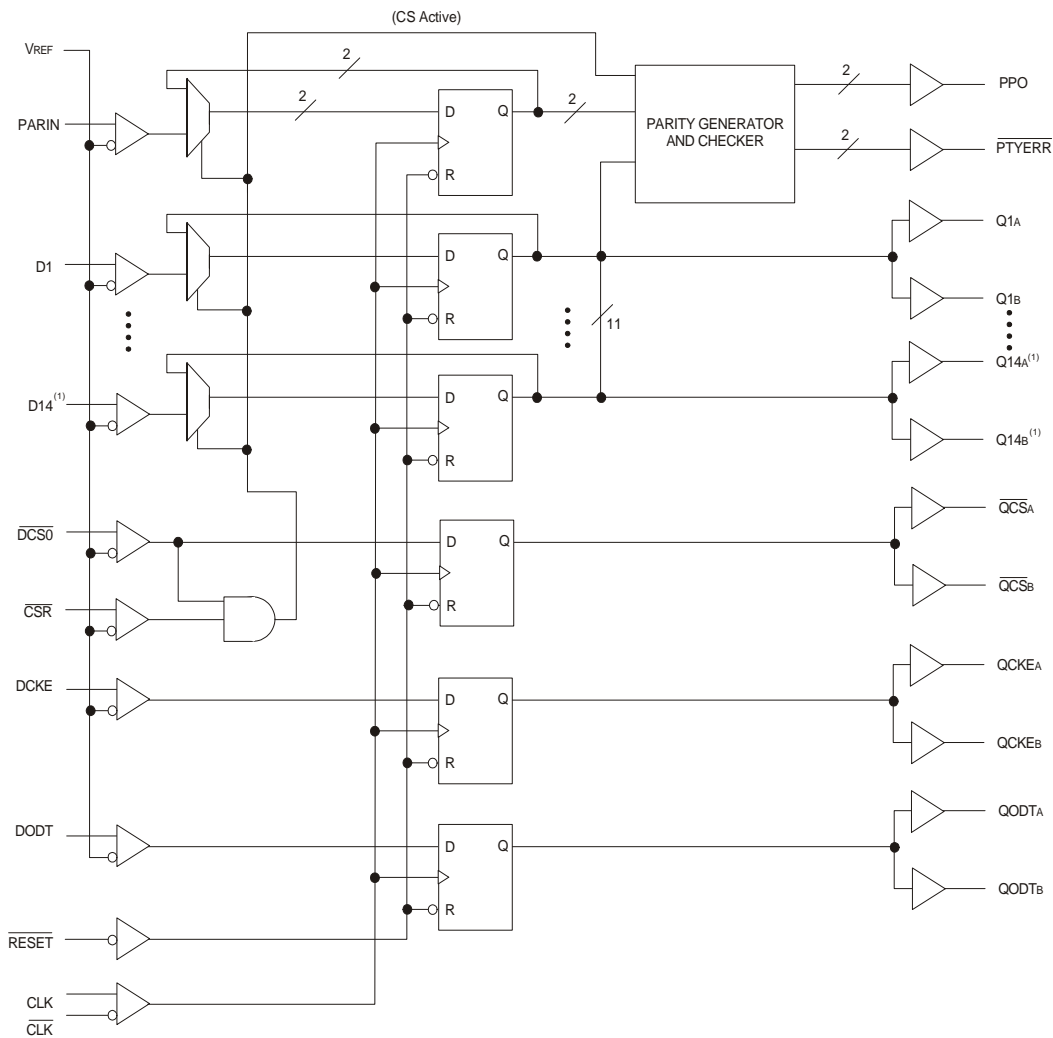 (CS Active)
VREF
2
2
2
2
D
Q
R
PARIN
PARITY GENERATOR
AND CHECKER
PPO
2
PTYERR
Q1A
D1
D
Q
R
Q1B
11
Q14A(1)
D14(1)
D
Q
R
Q14B(1)
DCS0
D
Q
R
QCSA
QCSB
CSR
QCKEA
DCKE
D
Q
R
QCKEB
QODTA
DODT
D
Q
R
QODTB
RESET
CLK
CLK